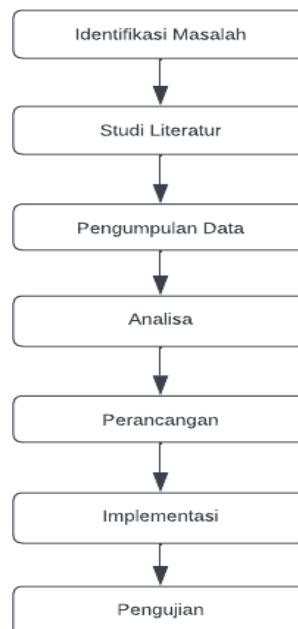 Identifikasi Masalah
Studi Literatur
Pengumpulan Data
Analisa
Perancangan
Implementasi
Pengujian